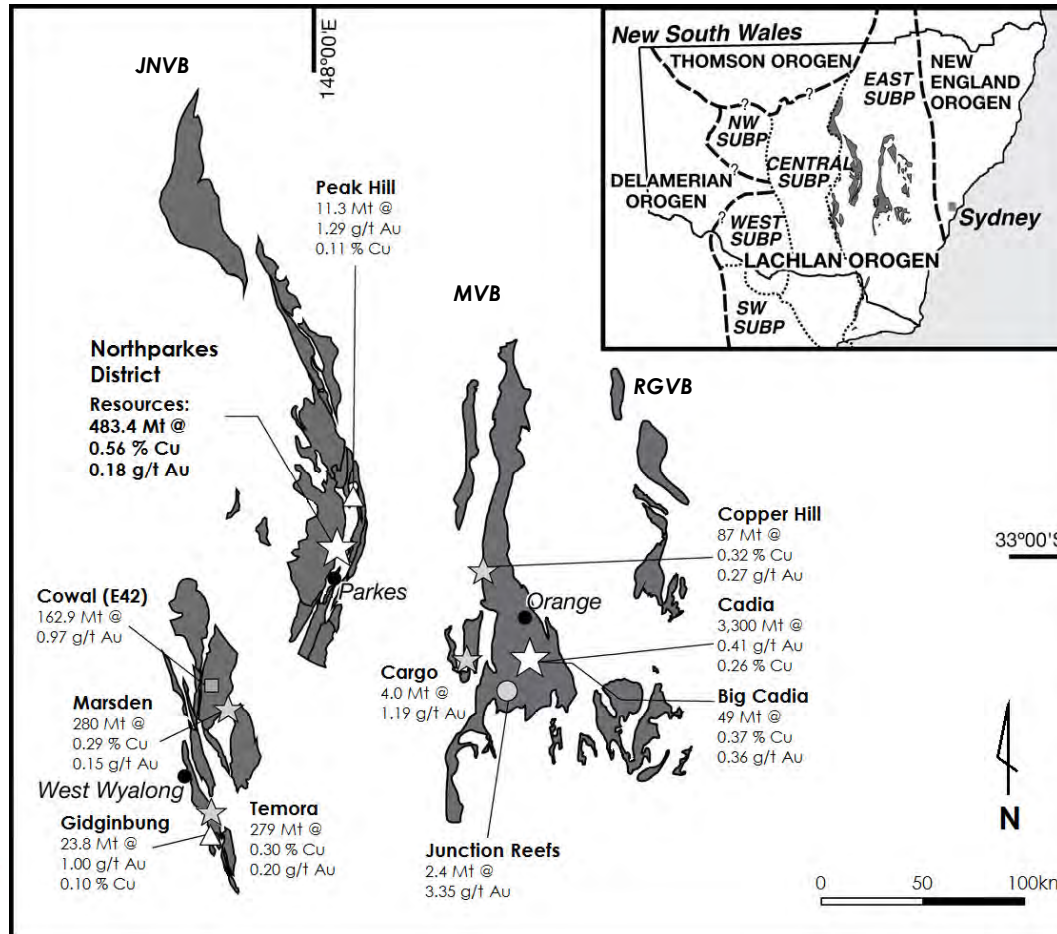 JNVB
148°00'E
Peak Hill
11.3 Mt @
1.29 g/t Au
0.11 % Cu
MVB
Northparkes
District
Resources:
483.4 Mt @
0.56 % Cu
0.18 g/t Au
Parkes
Cowal (E42)
162.9 Mt @
0.97 g/t Au
Marsden
280 Mt @
0.29 % Cu
0.15 g/t Au
West Wyalong
Gidginbung
23.8 Mt @
1.00 g/t Au
0.10 % Cu
Temora
279 Mt @
0.30 % Cu
0.20 g/t Au
Cargo
4.0 Mt @
1.19 g/t Au
Orange
Junction Reefs
2.4 Mt @
3.35 g/t Au
RGVB
Copper Hill
87 Mt @
0.32 % Cu
0.27 g/t Au
Cadia
3,300 Mt @
0.41 g/t Au
0.26 % Cu
Big Cadia
49 Mt @
0.37 % Cu
0.36 g/t Au
33°00'S
N
0 50 100km
New South Wales
THOMSON OROGEN
EAST
SUBP
NEW
ENGLAND
OROGEN
?
?
NW
SUBP
?
CENTRAL
SUBP
DELAMERIAN
OROGEN
?
WEST
SUBP
Sydney
LACHLAN OROGEN
SW
SUBP